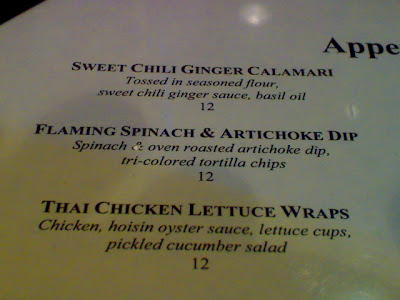 Appe
SWEET CHILI GINGER CALAMARI
Tossed in seasoned flour,
sweet chili ginger sauce, basil oil
12
FLAMING SPINACH & ARTICHOKE DIP
Spinach & oven roasted artichoke dip,
tri-colored tortilla chips
12
THAI CHICKEN LETTUCE WRAPS
Chicken, hoisin oyster sauce, lettuce cups,
pickled cucumber salad
12